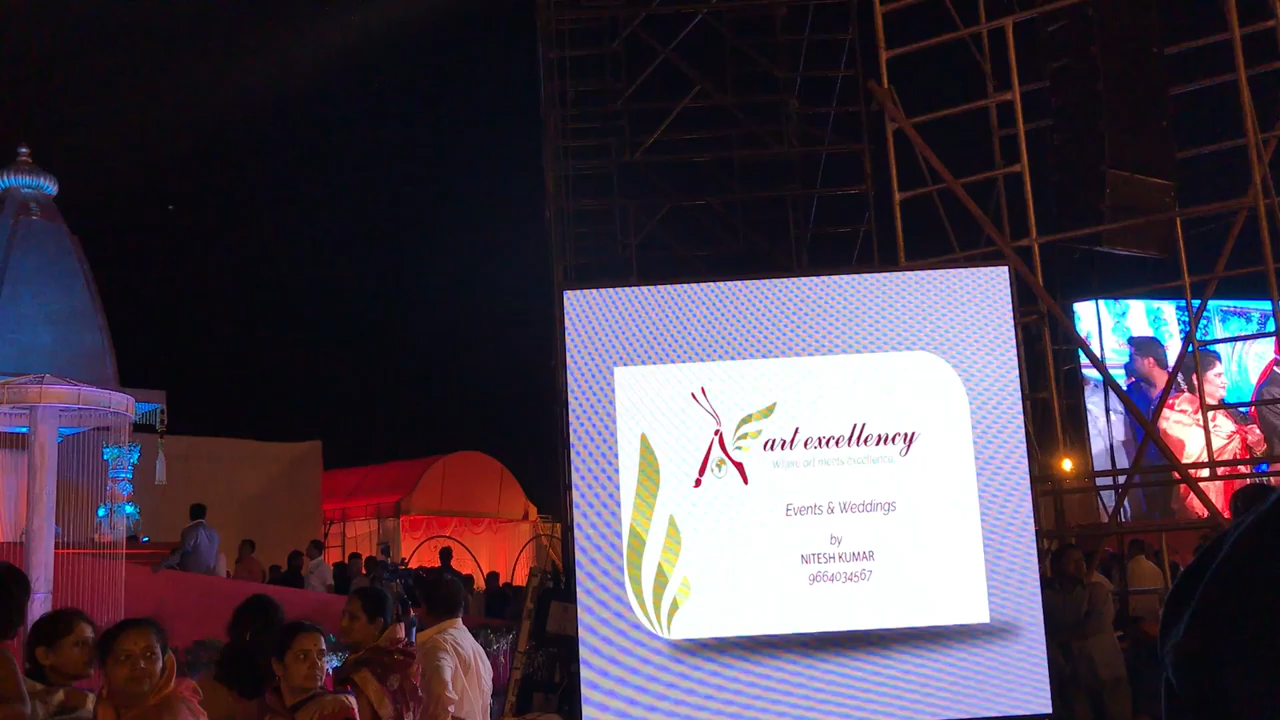 art excellency
Where art meets excellence.
Events & Weddings
by
NITESH KUMAR
9664034567